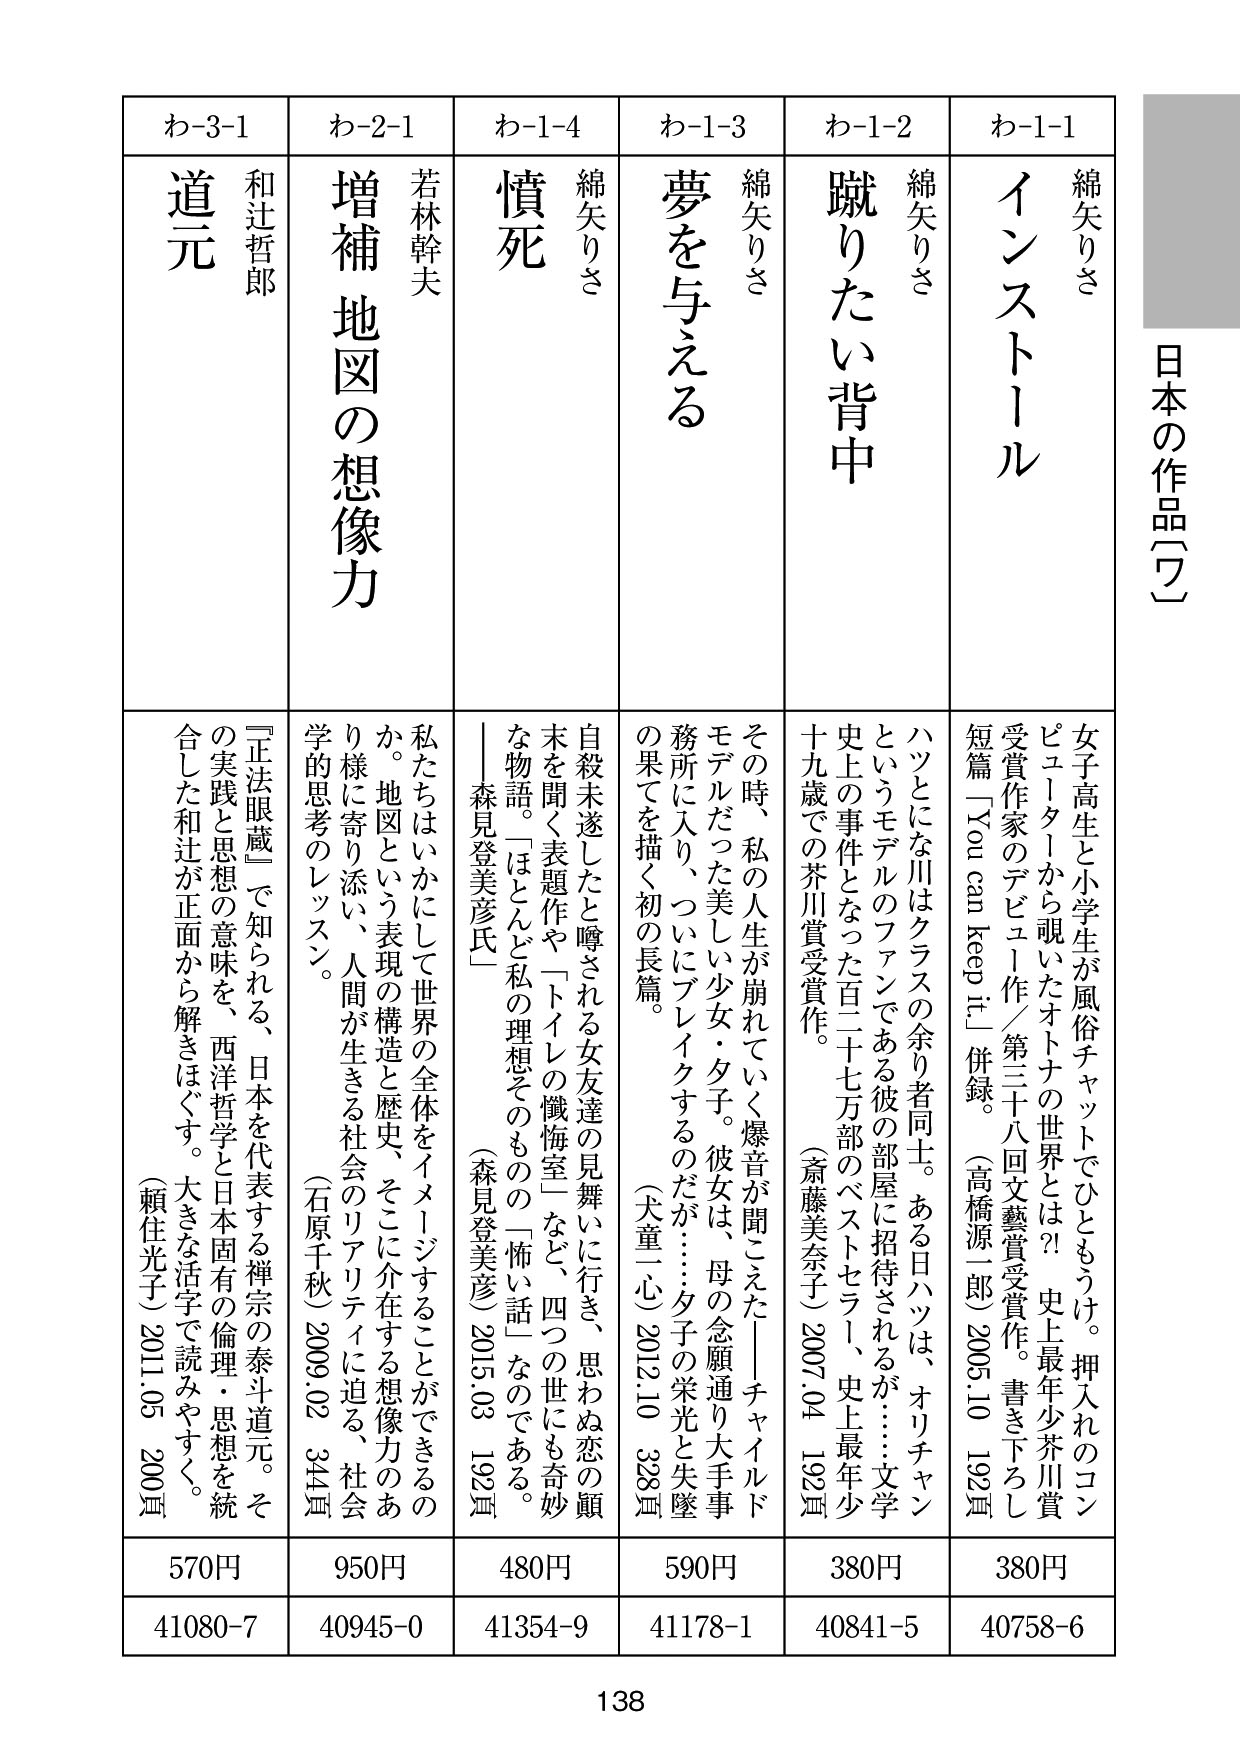 日本の作品〔ワ〕
わ-1-1
綿矢りさ
インストール
女子高生と小学生が風俗チャットでひともうけ。押入れのコン
ピューターから覗いたオトナの世界とは?! 史上最年少芥川賞
受賞作家のデビュー作／第三十八回文藝賞受賞作。書き下ろし
短篇「You can keep it.」併録。 （高橋源一郎）2005.10 192頁
380円
40758-6
わ-1-2
綿矢りさ
蹴りたい背中
ハツとにな川はクラスの余り者同士。ある日ハツは、オリチャン
というモデルのファンである彼の部屋に招待されるが……文学
史上の事件となった百二十七万部のベストセラー、史上最年少
十九歳での芥川賞受賞作。 （斎藤美奈子）2007.04 192頁
380円
40841-5
わ-1-3
綿矢りさ
夢を与える
その時、私の人生が崩れていく爆音が聞こえた――チャイルド
モデルだった美しい少女・夕子。彼女は、母の念願通り大手事
務所に入り、ついにブレイクするのだが……夕子の栄光と失墜
の果てを描く初の長篇。 （犬童一心）2012.10 328頁
590円
41178-1
わ-1-4
綿矢りさ
憤死
自殺未遂したと噂される女友達の見舞いに行き、思わぬ恋の顚
末を聞く表題作や「トイレの懺悔室」など、四つの世にも奇妙
な物語。「ほとんど私の理想そのものの「怖い話」なのである。
――森見登美彦氏」 （森見登美彦）2015.03 192頁
480円
41354-9
わ-2-1
若林幹夫
増補 地図の想像力
私たちはいかにして世界の全体をイメージすることができるの
か。地図という表現の構造と歴史、そこに介在する想像力のあ
り様に寄り添い、人間が生きる社会のリアリティに迫る、社会
学的思考のレッスン。 （石原千秋）2009.02 344頁
950円
40945-0
わ-3-1
和辻哲郎
道元
『正法眼蔵』で知られる、日本を代表する禅宗の泰斗道元。そ
の実践と思想の意味を、西洋哲学と日本固有の倫理・思想を統
合した和辻が正面から解きほぐす。大きな活字で読みやすく。
（頼住光子）2011.05 200頁
570円
41080-7
138